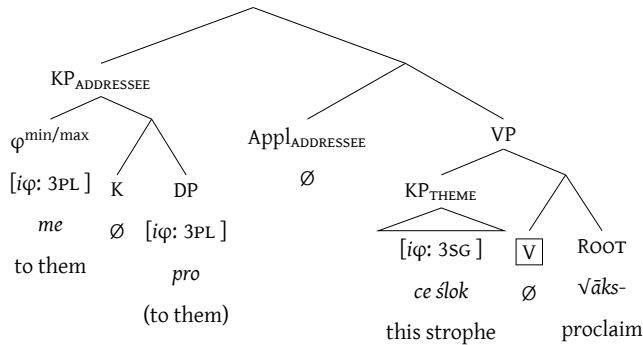 KP_ADDRESSEE
φ^min/max Appl_ADDRESSEE VP
[iφ: 3PL ] K DP Ø KP_THEME
me Ø [iφ: 3PL ] [iφ: 3SG ] V ROOT
to them pro ce ślok Ø √āks-
(to them) this strophe proclaim